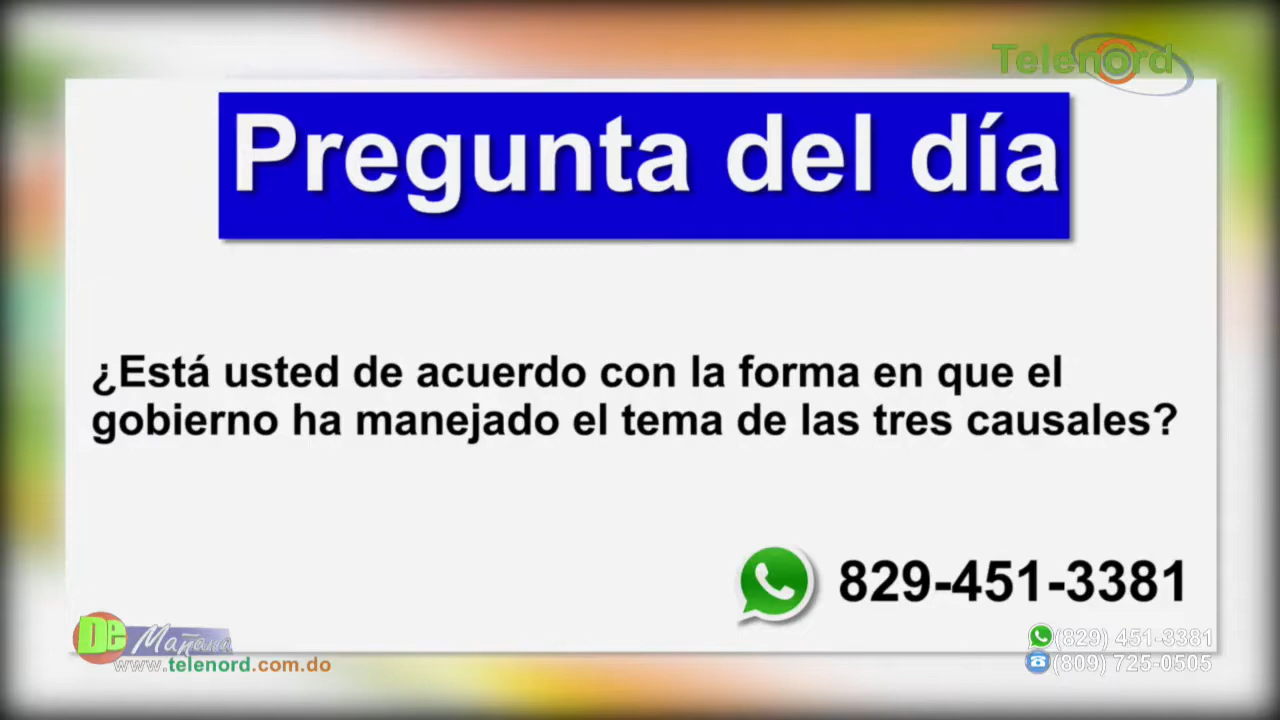 Telenord
Pregunta del día
¿Está usted de acuerdo con la forma en que el
gobierno ha manejado el tema de las tres causales?
829-451-3381
De Mañana
www.telenord.com.do
(829) 451-3381
(809) 725-0505